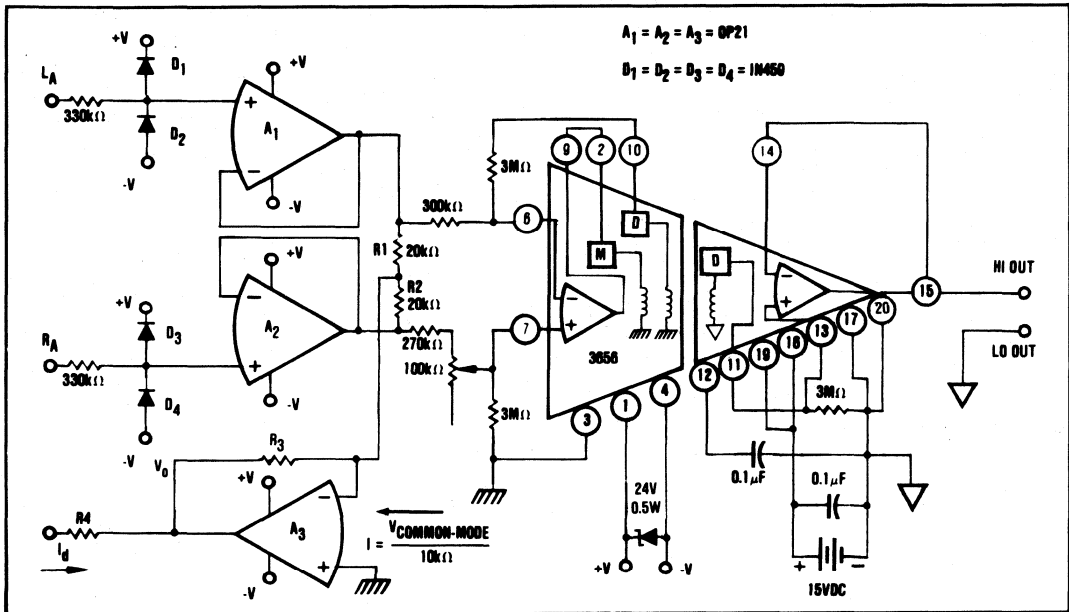 A1 = A2 = A3 = OP21
D1 = D2 = D3 = D4 = IN459
+V
D1
LA
330kΩ
D2
-V
+V
+
A1
−
-V
3MΩ
9
2
10
14
300kΩ
6
D
M
R1
20kΩ
R2
20kΩ
+V
−
A2
+
-V
+V
D3
RA
330kΩ
D4
-V
270kΩ
100kΩ
7
−
+
3656
3MΩ
3
1
4
D
−
+
15
HI OUT
LO OUT
20
17
13
16
19
11
12
3MΩ
0.1μF
0.1μF
+
−
15VDC
24V
0.5W
+V
-V
Vo
R3
+V
−
A3
+
-V
R4
Id
I = VCOMMON-MODE
10kΩ